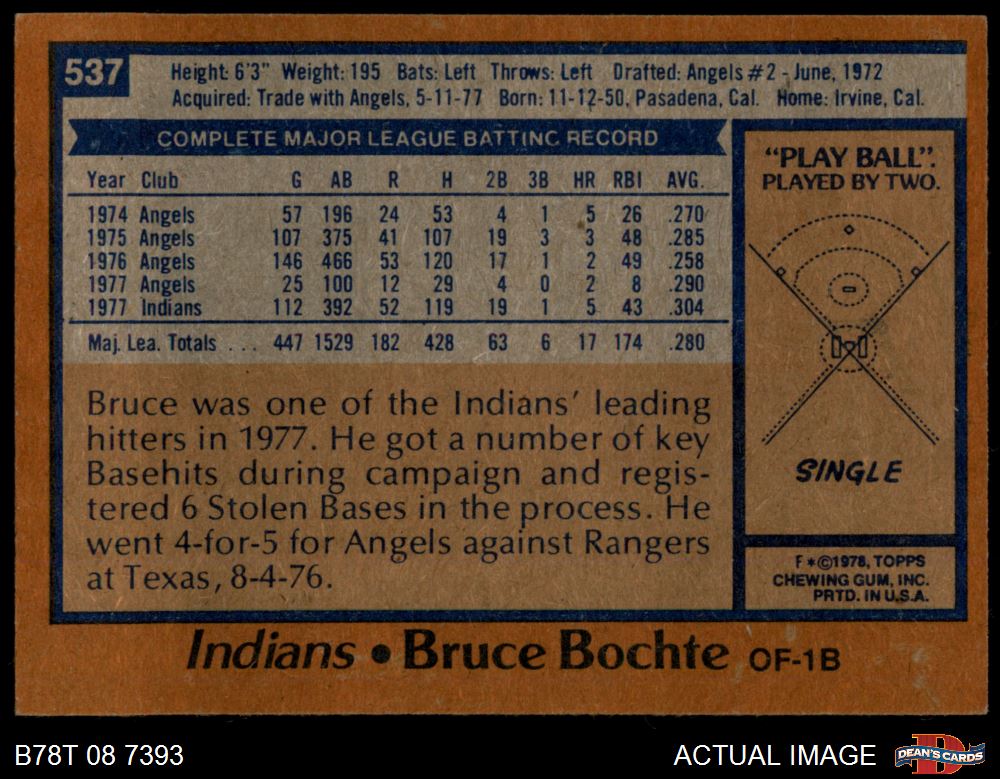 537
Height: 6'3" Weight: 195 Bats: Left Throws: Left Drafted: Angels #2 - June, 1972
Acquired: Trade with Angels, 5-11-77 Born: 11-12-50, Pasadena, Cal. Home: Irvine, Cal.
COMPLETE MAJOR LEAGUE BATTING RECORD
Year Club G AB R H 2B 3B HR RBI AVG.
1974 Angels 57 196 24 53 4 1 5 26 .270
1975 Angels 107 375 41 107 19 3 3 48 .285
1976 Angels 146 466 53 120 17 1 2 49 .258
1977 Angels 25 100 12 29 4 0 2 8 .290
1977 Indians 112 392 52 119 19 1 5 43 .304
Maj. Lea. Totals . . . 447 1529 182 428 63 6 17 174 .280
Bruce was one of the Indians' leading
hitters in 1977. He got a number of key
Basehits during campaign and regis-
tered 6 Stolen Bases in the process. He
went 4-for-5 for Angels against Rangers
at Texas, 8-4-76.
"PLAY BALL".
PLAYED BY TWO.
SINGLE
F*©1978, TOPPS
CHEWING GUM, INC.
PRTD. IN U.S.A.
Indians • Bruce Bochte OF-1B
B78T 08 7393
ACTUAL IMAGE
DEAN'S CARDS